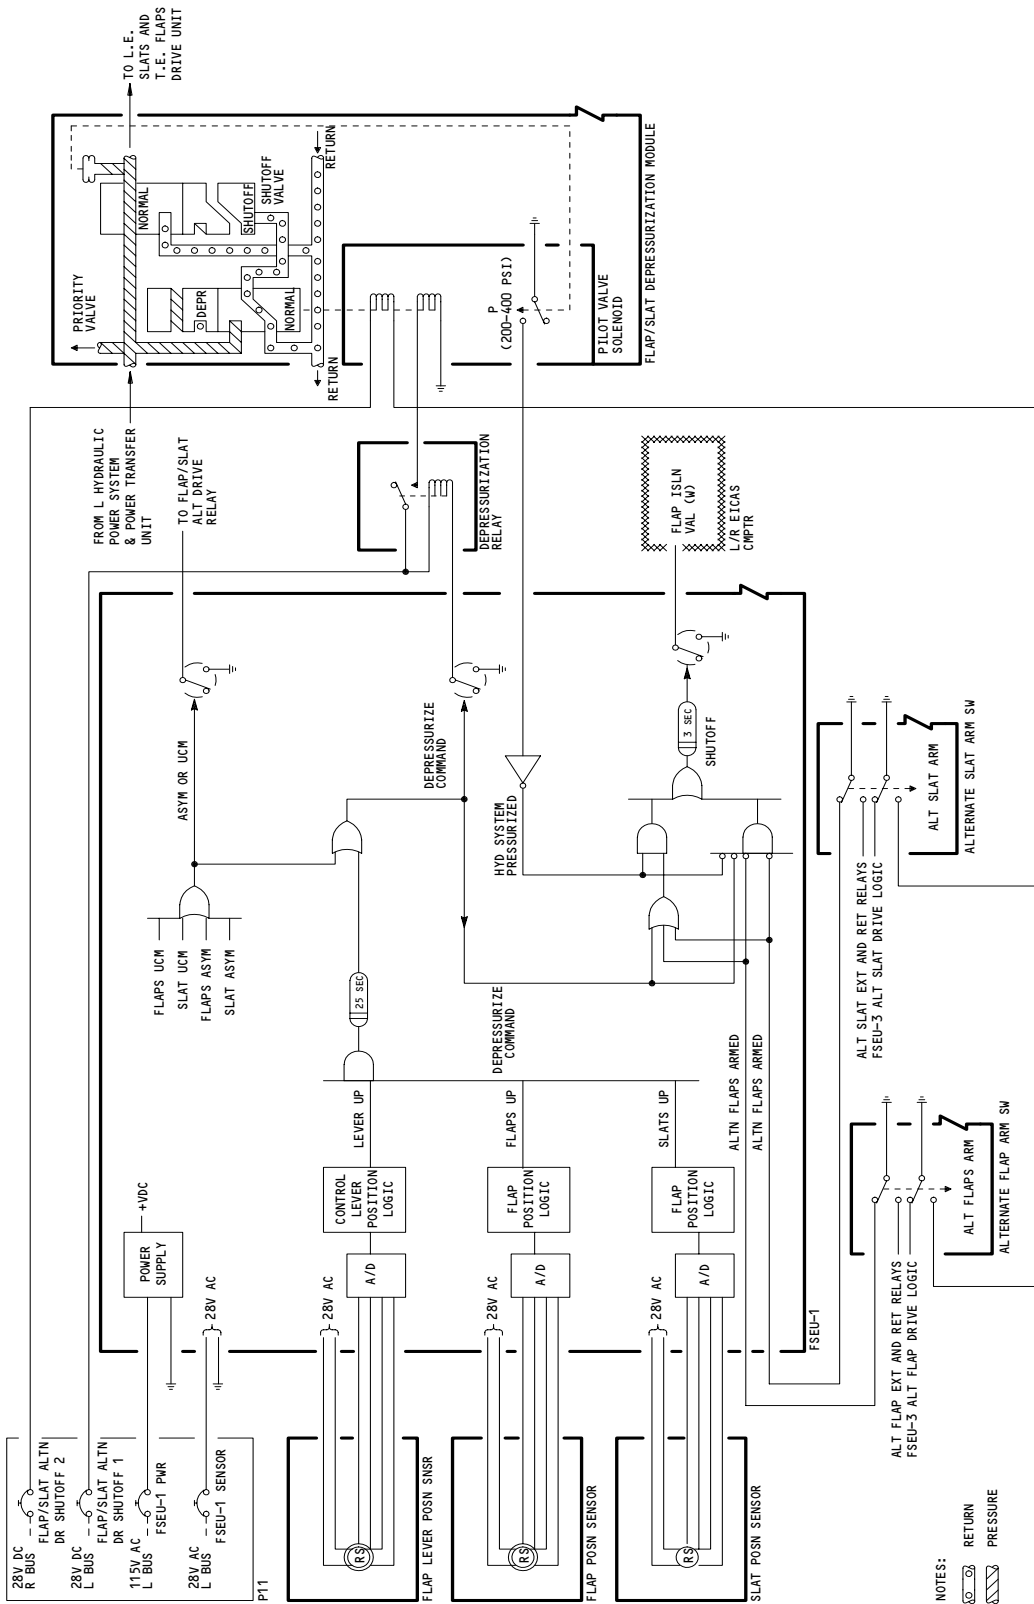 28V DC
R BUS
FLAP/SLAT ALTN
DR SHUTOFF 2
28V DC
L BUS
FLAP/SLAT ALTN
DR SHUTOFF 1
115V AC
L BUS
FSEU-1 PWR
28V AC
L BUS
FSEU-1 SENSOR
P11
POWER
SUPPLY
+VDC
28V AC
RS
FLAP LEVER POSN SNSR
28V AC
A/D
CONTROL
LEVER
POSITION
LOGIC
LEVER UP
RS
FLAP POSN SENSOR
28V AC
A/D
FLAP
POSITION
LOGIC
FLAPS UP
RS
SLAT POSN SENSOR
28V AC
A/D
FLAP
POSITION
LOGIC
SLATS UP
FSEU-1
FLAPS UCM
SLAT UCM
FLAPS ASYM
SLAT ASYM
ASYM OR UCM
25 SEC
DEPRESSURIZE
COMMAND
DEPRESSURIZE
COMMAND
ALTN FLAPS ARMED
ALTN FLAPS ARMED
HYD SYSTEM
PRESSURIZED
3 SEC
SHUTOFF
TO FLAP/SLAT
ALT DRIVE
RELAY
DEPRESSURIZATION
RELAY
FLAP ISLN
VAL (W)
L/R EICAS
CMPTR
FROM L HYDRAULIC
POWER SYSTEM
& POWER TRANSFER
UNIT
PRIORITY
VALVE
TO L.E.
SLATS AND
T.E. FLAPS
DRIVE UNIT
NORMAL
SHUTOFF
SHUTOFF
VALVE
DEPR
NORMAL
RETURN
RETURN
P
(200-400 PSI)
PILOT VALVE
SOLENOID
FLAP/SLAT DEPRESSURIZATION MODULE
ALT FLAP EXT AND RET RELAYS
FSEU-3 ALT FLAP DRIVE LOGIC
ALT FLAPS ARM
ALTERNATE FLAP ARM SW
ALT SLAT EXT AND RET RELAYS
FSEU-3 ALT SLAT DRIVE LOGIC
ALT SLAT ARM
ALTERNATE SLAT ARM SW
NOTES:
RETURN
PRESSURE